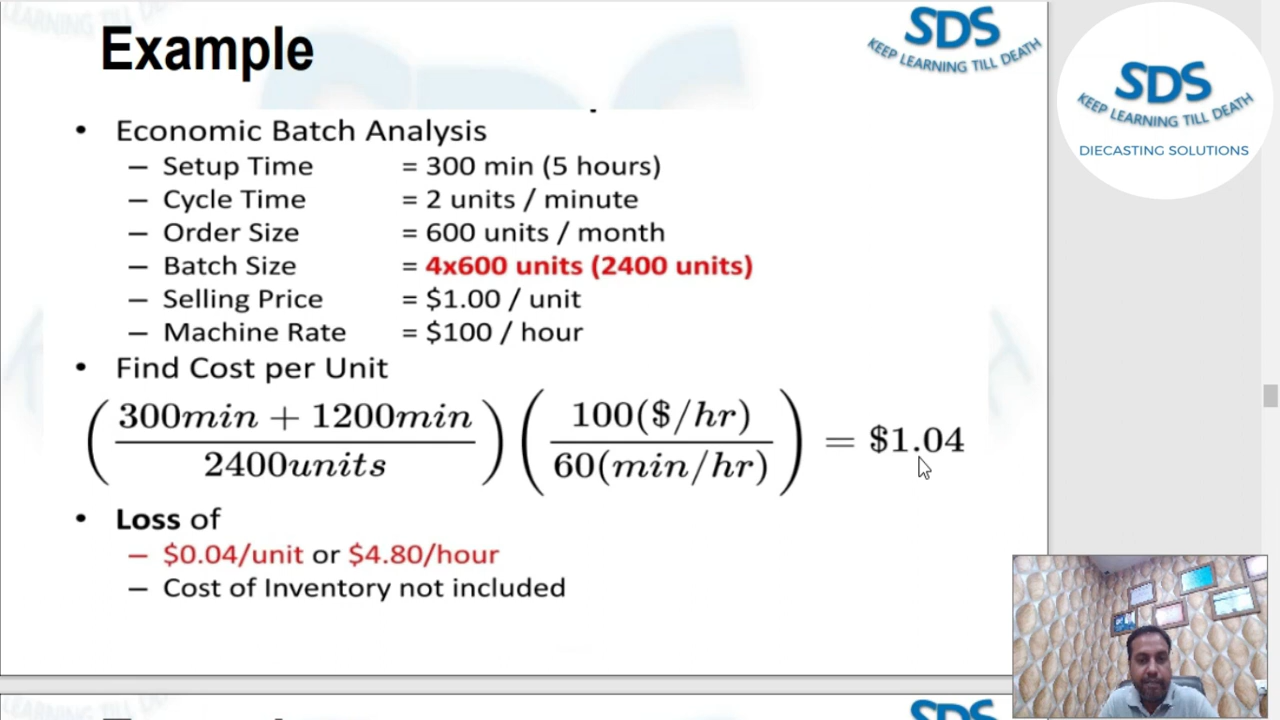 Example
SDS
KEEP LEARNING TILL DEATH
SDS
KEEP LEARNING TILL DEATH
DIECASTING SOLUTIONS
• Economic Batch Analysis
– Setup Time = 300 min (5 hours)
– Cycle Time = 2 units / minute
– Order Size = 600 units / month
– Batch Size = 4x600 units (2400 units)
– Selling Price = $1.00 / unit
– Machine Rate = $100 / hour
• Find Cost per Unit
(300min + 1200min / 2400units) (100($/hr) / 60(min/hr)) = $1.04
• Loss of
– $0.04/unit or $4.80/hour
– Cost of Inventory not included
SDS